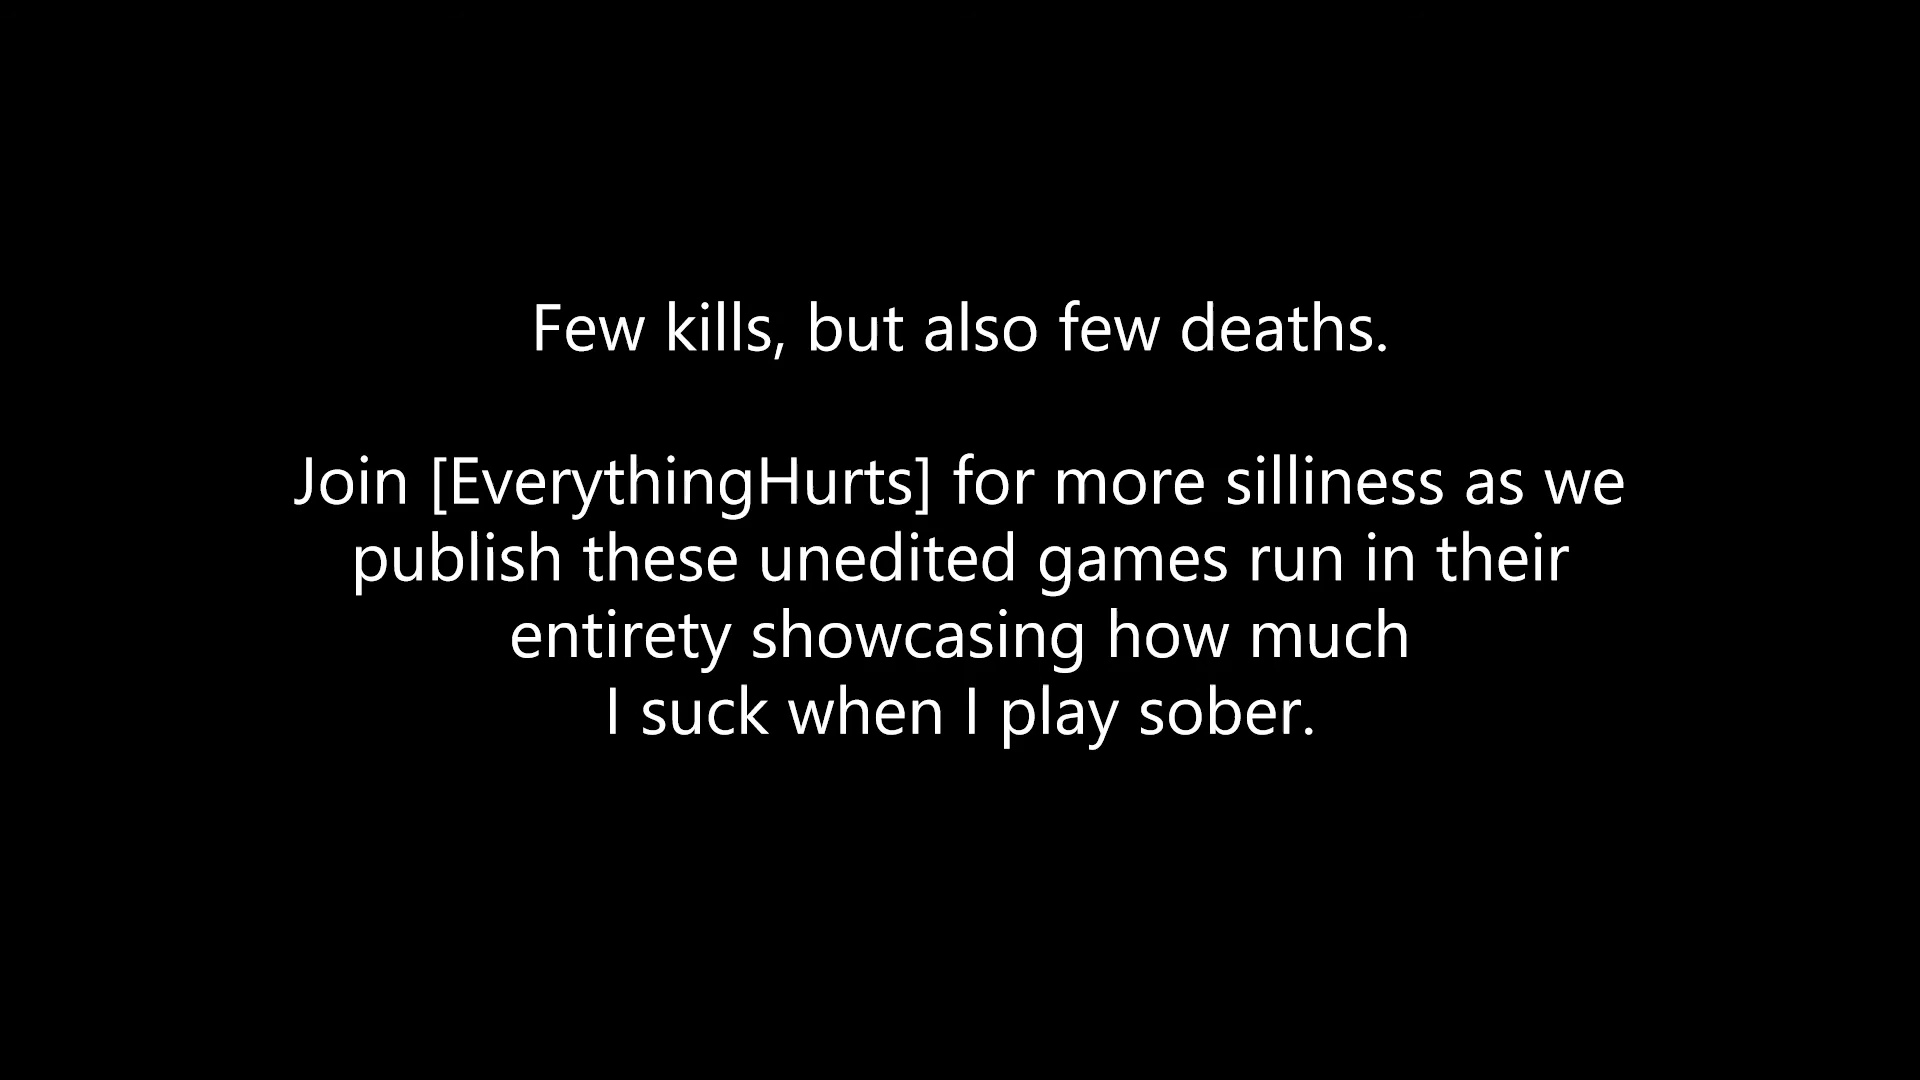 Few kills, but also few deaths.
Join [EverythingHurts] for more silliness as we
publish these unedited games run in their
entirety showcasing how much
I suck when I play sober.